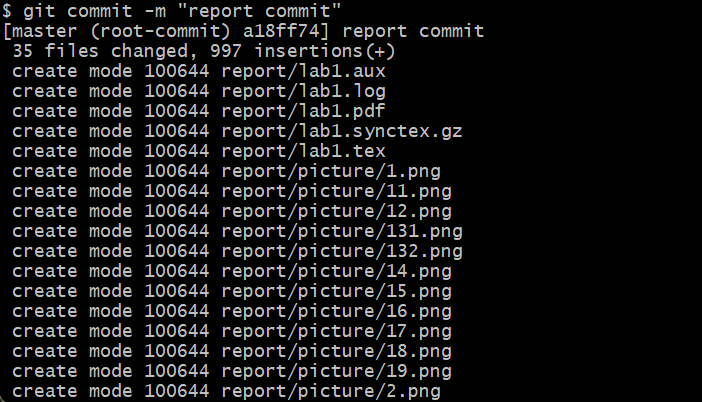 $ git commit -m "report commit"
[master (root-commit) a18ff74] report commit
 35 files changed, 997 insertions(+)
 create mode 100644 report/lab1.aux
 create mode 100644 report/lab1.log
 create mode 100644 report/lab1.pdf
 create mode 100644 report/lab1.synctex.gz
 create mode 100644 report/lab1.tex
 create mode 100644 report/picture/1.png
 create mode 100644 report/picture/11.png
 create mode 100644 report/picture/12.png
 create mode 100644 report/picture/131.png
 create mode 100644 report/picture/132.png
 create mode 100644 report/picture/14.png
 create mode 100644 report/picture/15.png
 create mode 100644 report/picture/16.png
 create mode 100644 report/picture/17.png
 create mode 100644 report/picture/18.png
 create mode 100644 report/picture/19.png
 create mode 100644 report/picture/2.png